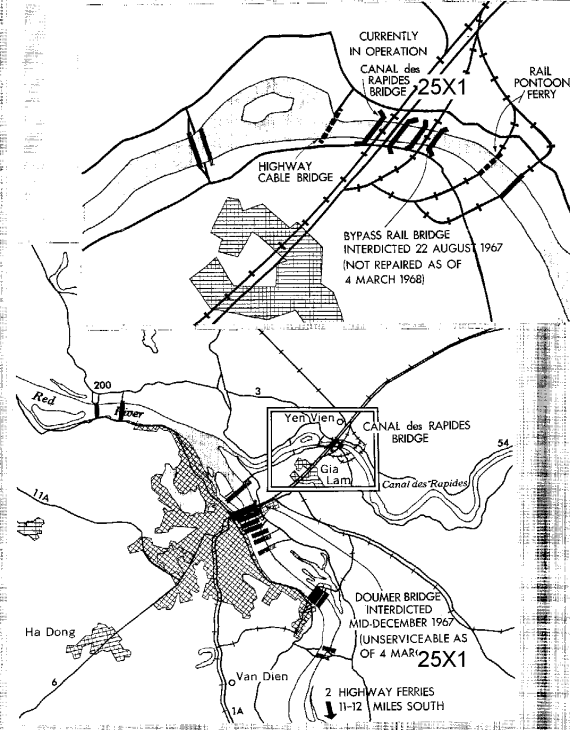 CURRENTLY
IN OPERATION
CANAL des
RAPIDES
BRIDGE
25X1
RAIL
PONTOON
FERRY
HIGHWAY
CABLE BRIDGE
BYPASS RAIL BRIDGE
INTERDICTED 22 AUGUST 1967
(NOT REPAIRED AS OF
4 MARCH 1968)
200
3
Red
River
Yen Vien
CANAL des RAPIDES
BRIDGE
54
Gia
Lam
Canal des Rapides
11A
DOUMER BRIDGE
INTERDICTED
MID-DECEMBER 1967
(UNSERVICEABLE AS
OF 4 MARC
25X1
Ha Dong
6
Van Dien
1A
2 HIGHWAY FERRIES
11-12 MILES SOUTH